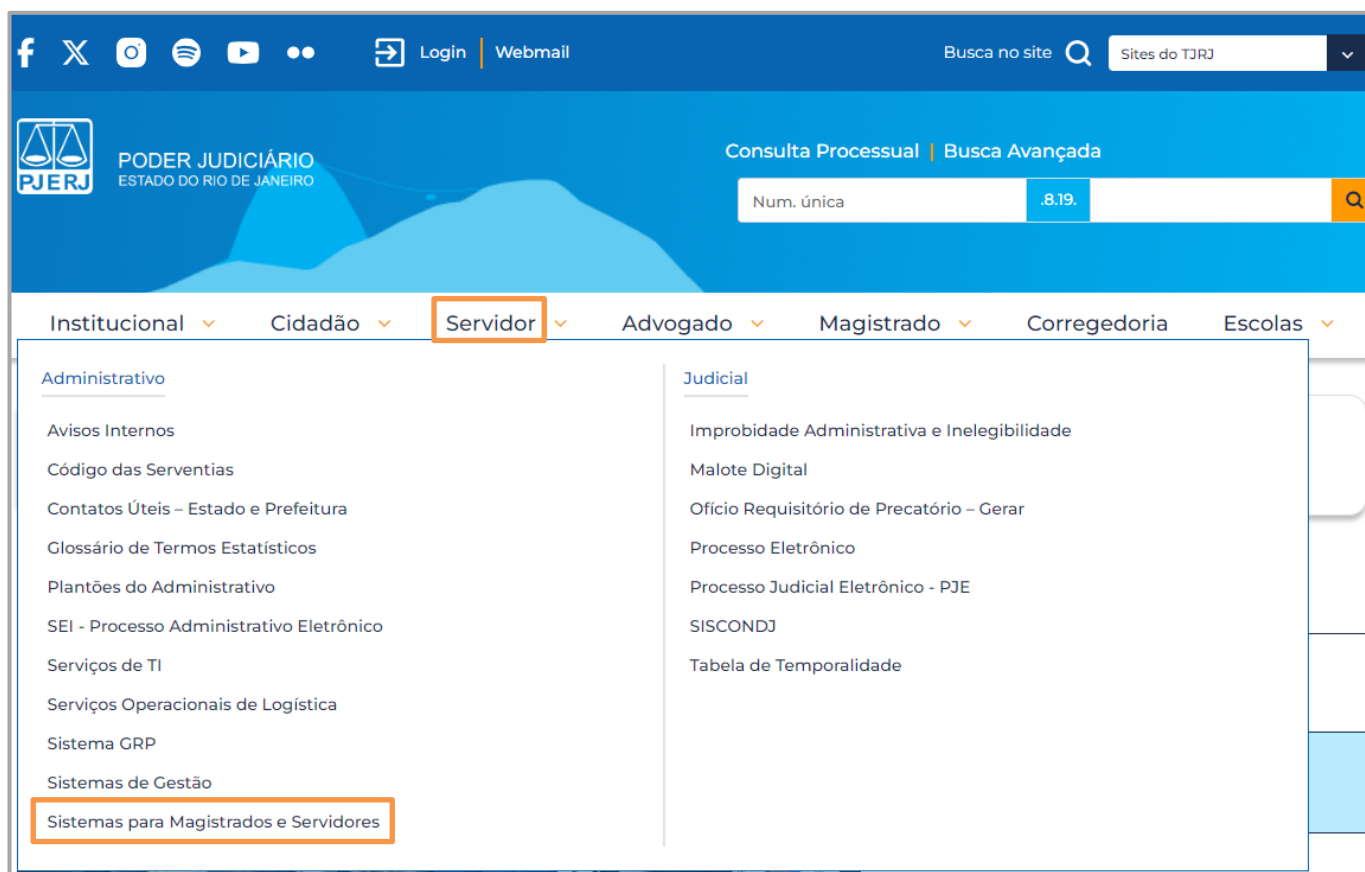 Login Webmail
Busca no site
Sites do TJRJ
PJERJ
PODER JUDICIÁRIO
ESTADO DO RIO DE JANEIRO
Consulta Processual | Busca Avançada
Num. única
.8.19.
Institucional
Cidadão
Servidor
Advogado
Magistrado
Corregedoria
Escolas
Administrativo
Avisos Internos
Código das Serventias
Contatos Úteis – Estado e Prefeitura
Glossário de Termos Estatísticos
Plantões do Administrativo
SEI - Processo Administrativo Eletrônico
Serviços de TI
Serviços Operacionais de Logística
Sistema GRP
Sistemas de Gestão
Sistemas para Magistrados e Servidores
Judicial
Improbidade Administrativa e Inelegibilidade
Malote Digital
Ofício Requisitório de Precatório – Gerar
Processo Eletrônico
Processo Judicial Eletrônico - PJE
SISCONDJ
Tabela de Temporalidade